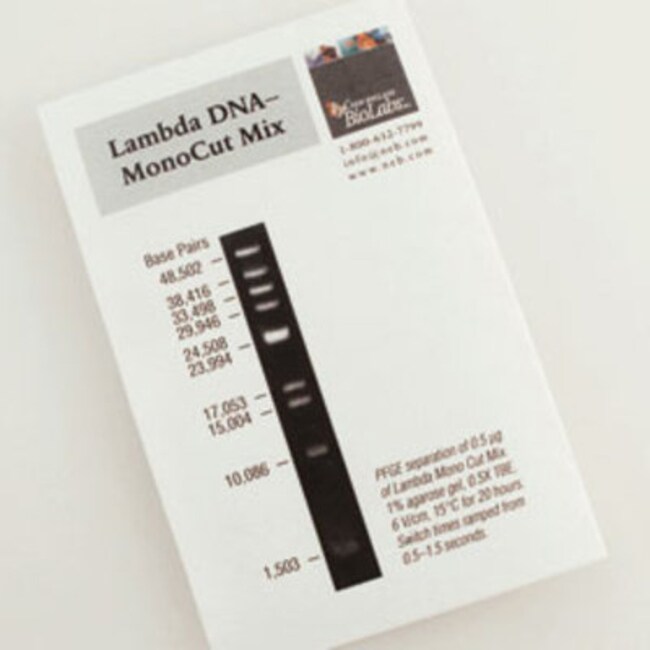 Lambda DNA–
MonoCut Mix
NEW ENGLAND
BioLabs
1-800-632-7799
info@neb.com
www.neb.com
Base Pairs
48,502
38,416
33,498
29,946
24,508
23,994
17,053
15,004
10,086
1,503
PFGE separation of 0.5 µg
of Lambda Mono Cut Mix.
1% agarose gel, 0.5X TBE.
6 V/cm, 15°C for 20 hours.
Switch times ramped from
0.5–1.5 seconds.